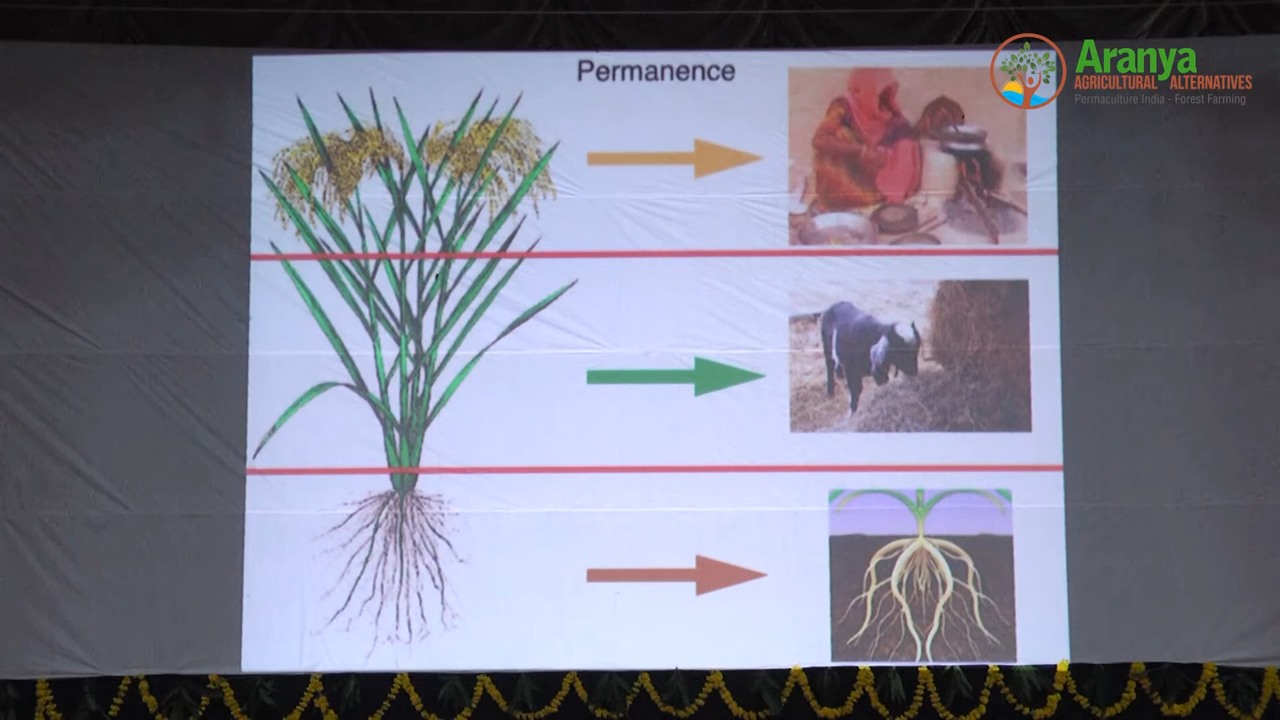 Permanence
Aranya
AGRICULTURAL ALTERNATIVES
Permaculture India - Forest Farming